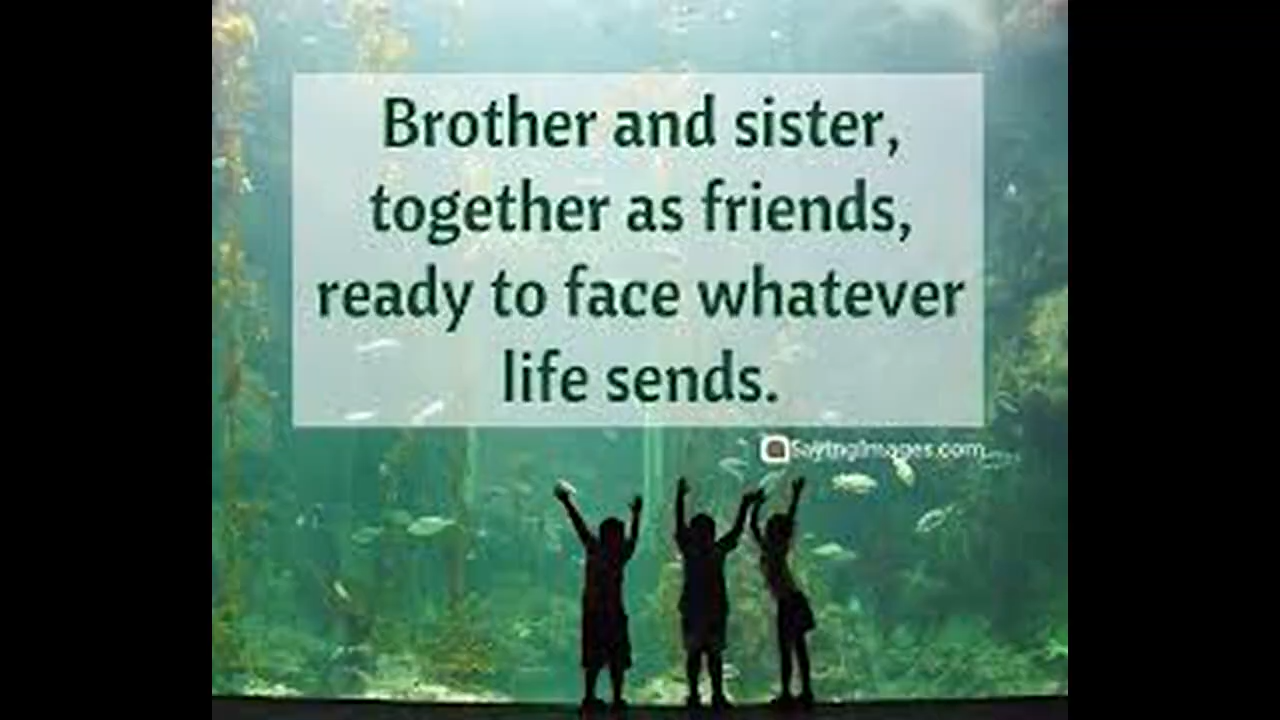 Brother and sister,
together as friends,
ready to face whatever
life sends.
SayingImages.com